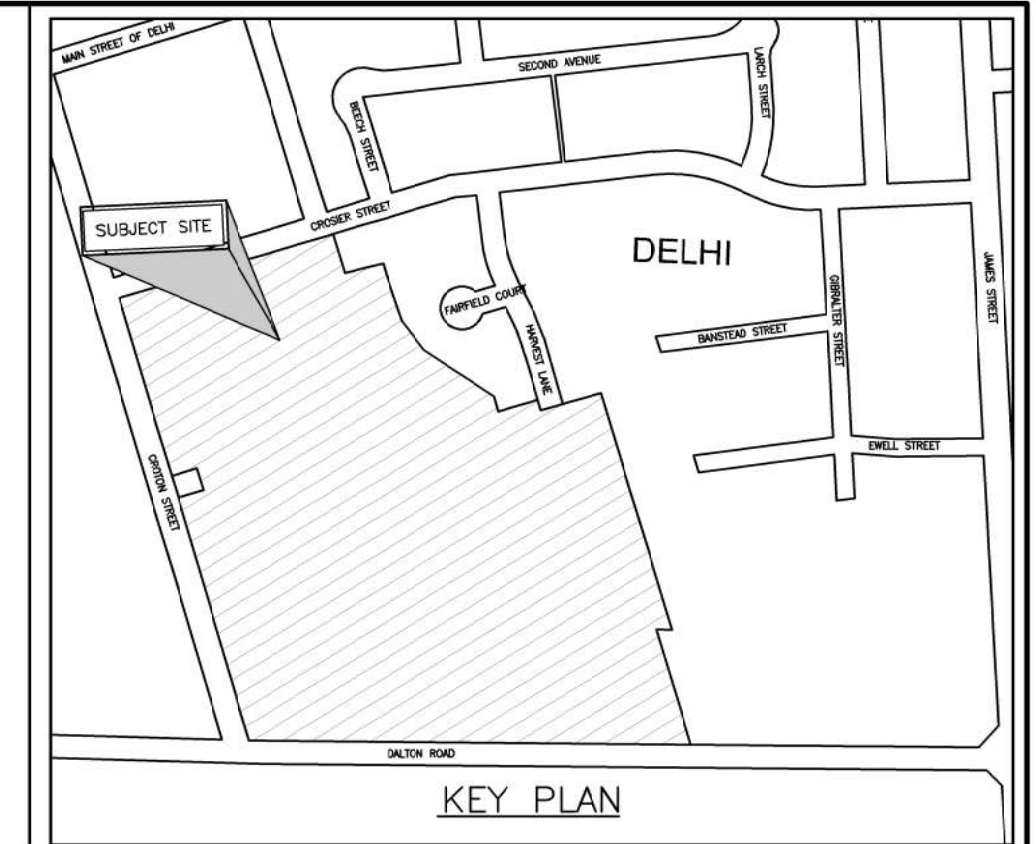 MAIN STREET OF DELHI
SECOND AVENUE
LARCH STREET
BEECH STREET
CROSIER STREET
SUBJECT SITE
DELHI
JAMES STREET
FAIRFIELD COURT
GIBRALTER STREET
BANSTEAD STREET
HARVEST LANE
EWELL STREET
CROTON STREET
DALTON ROAD
KEY PLAN